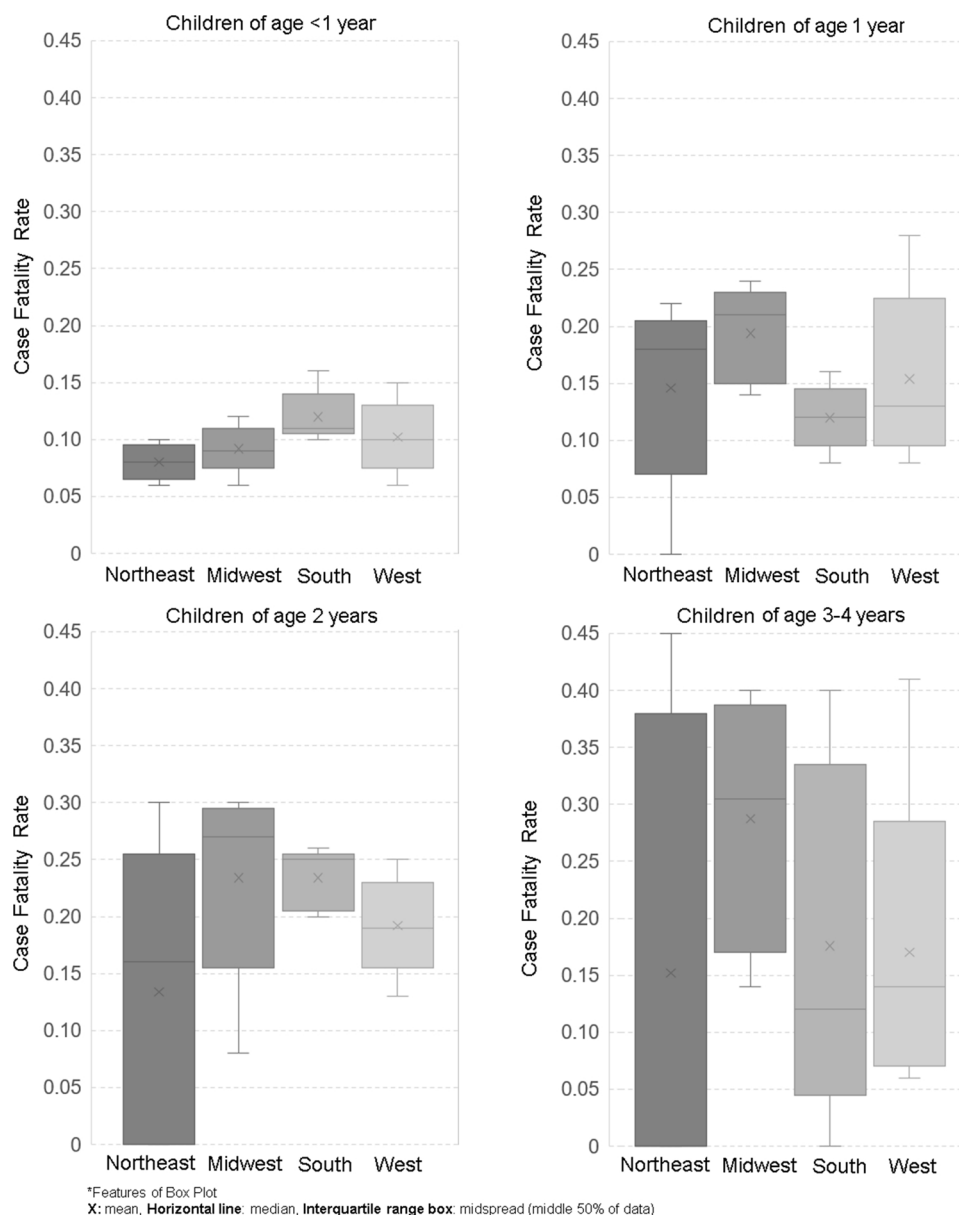 Children of age <1 year
Children of age 1 year
0.45
0.40
0.35
0.30
0.25
0.20
0.15
0.10
0.05
0
Case Fatality Rate
Northeast Midwest South West
0.45
0.40
0.35
0.30
0.25
0.20
0.15
0.10
0.05
0
Case Fatality Rate
Northeast Midwest South West
Children of age 2 years
Children of age 3-4 years
0.45
0.40
0.35
0.30
0.25
0.20
0.15
0.10
0.05
0
Case Fatality Rate
Northeast Midwest South West
0.45
0.40
0.35
0.30
0.25
0.20
0.15
0.10
0.05
0
Case Fatality Rate
Northeast Midwest South West
*Features of Box Plot
X: mean, Horizontal line: median, Interquartile range box: midspread (middle 50% of data)